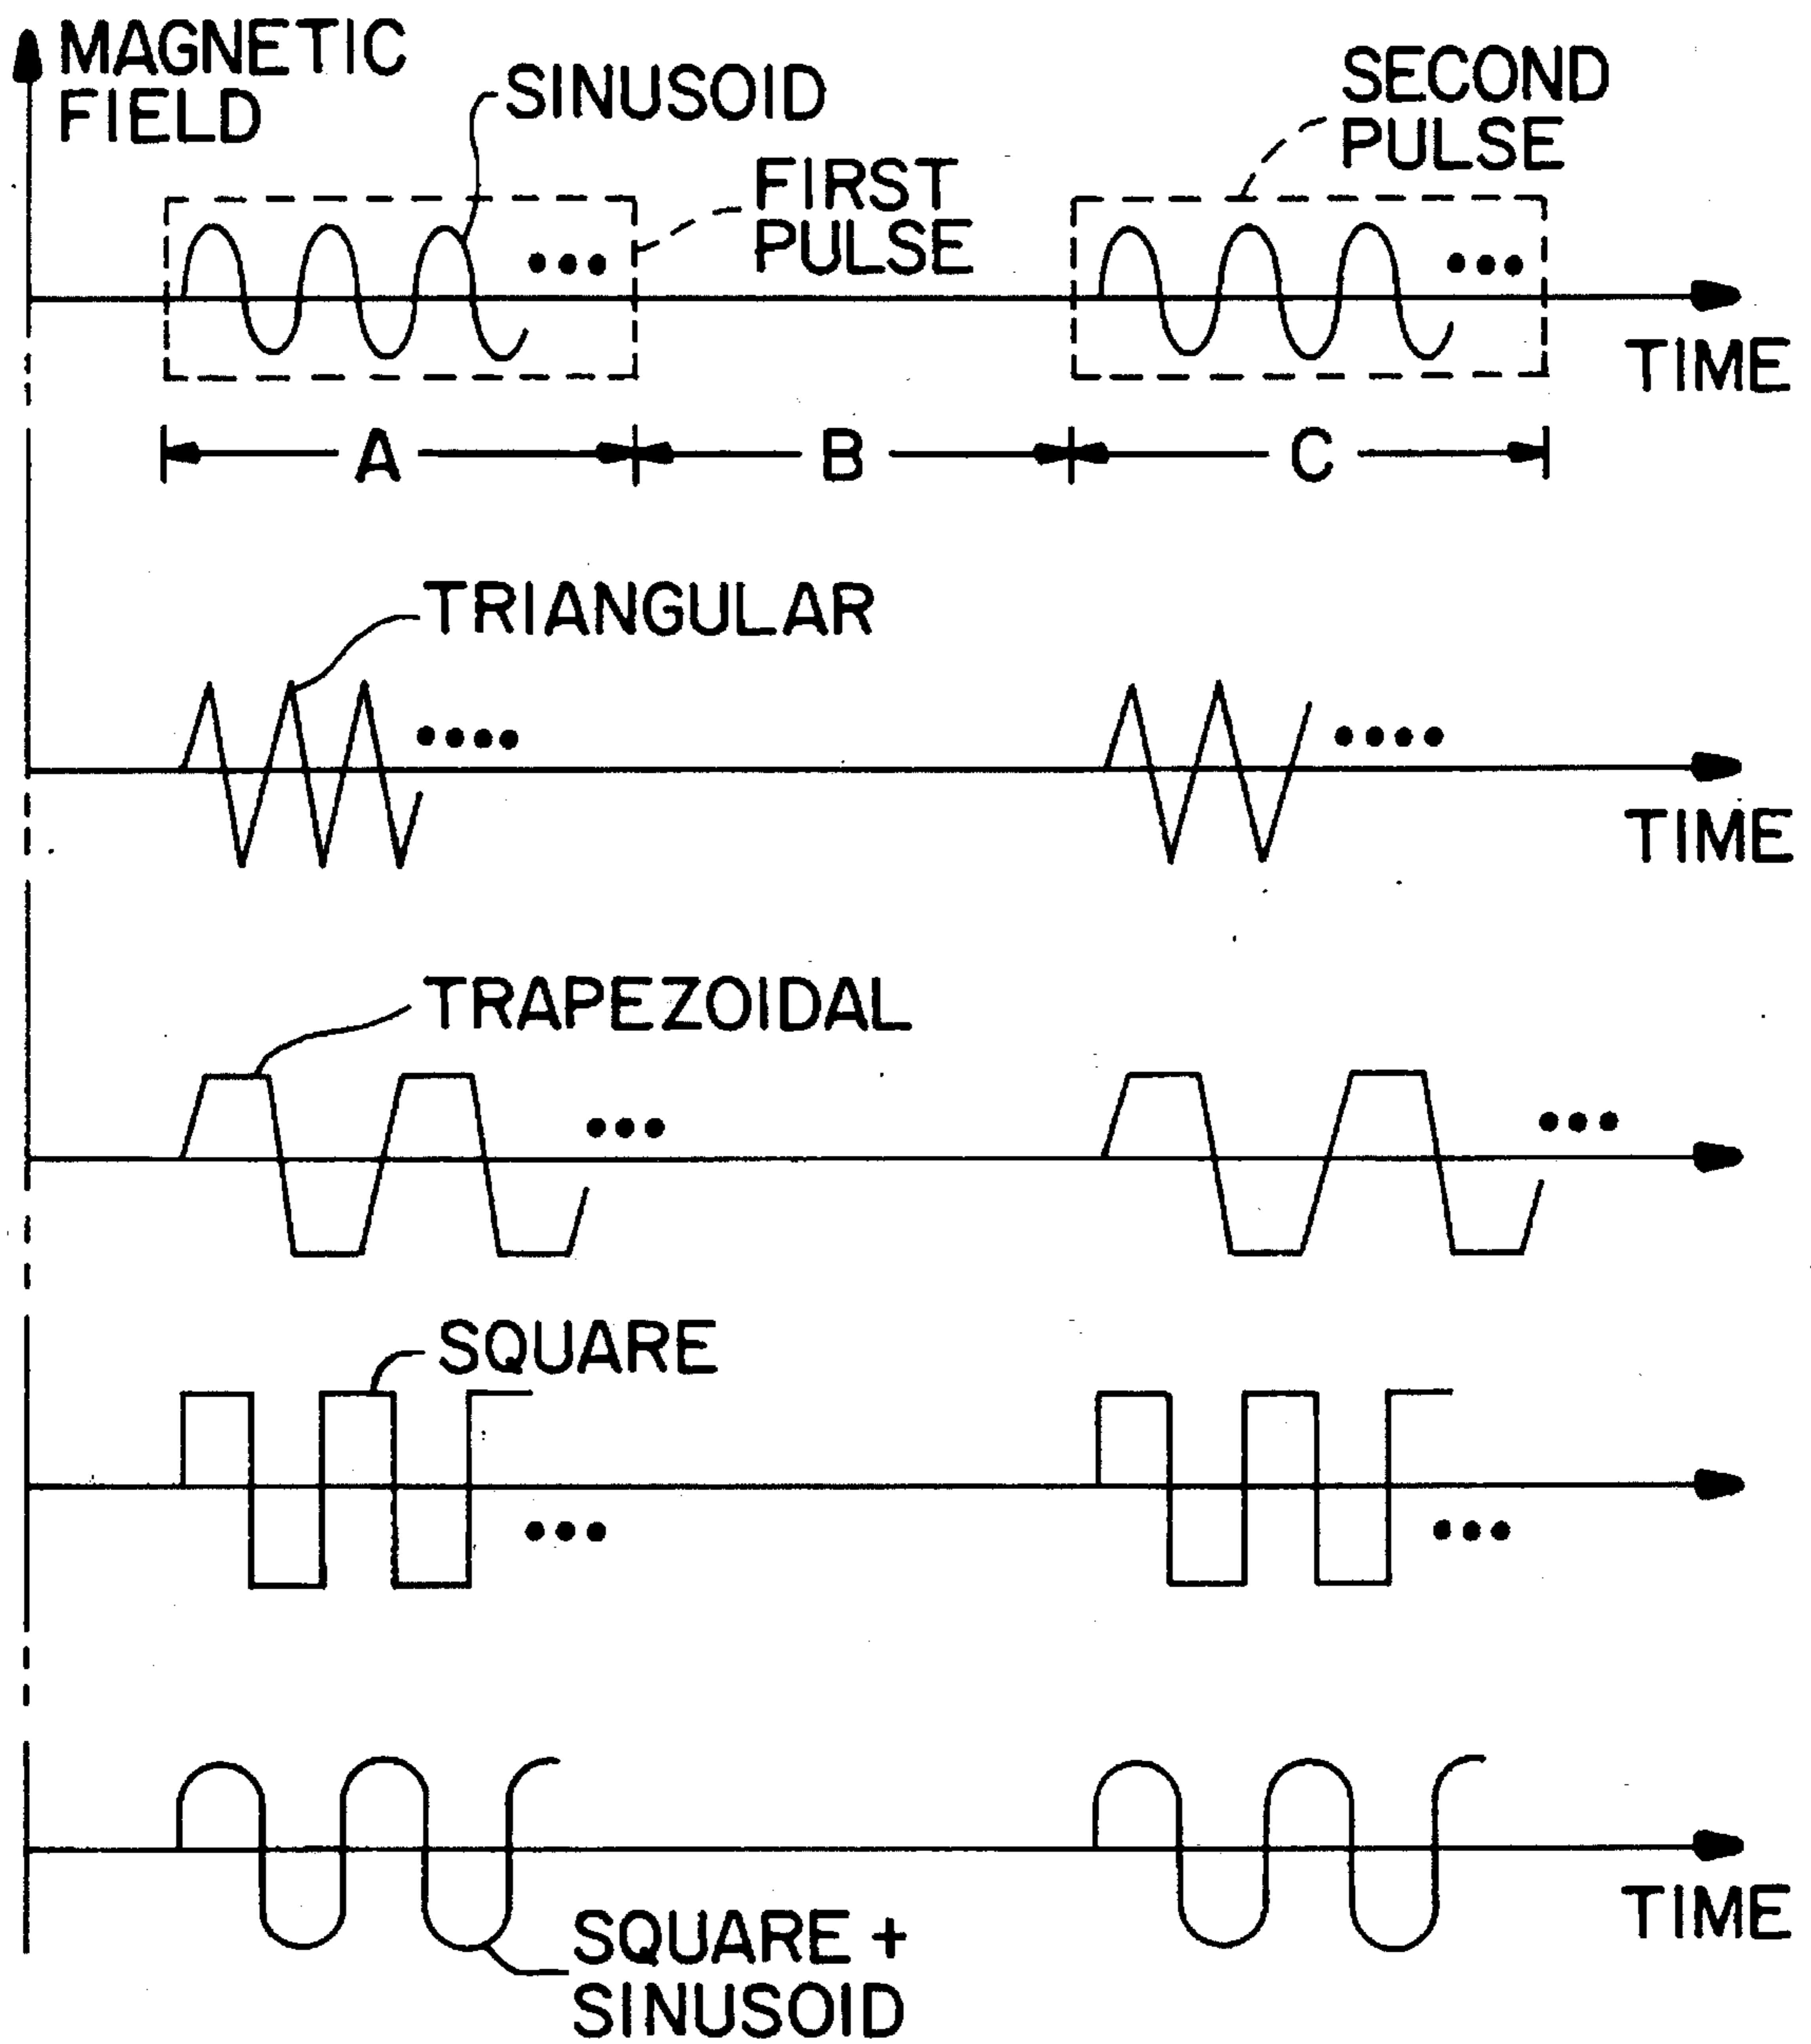 MAGNETIC
FIELD
SINUSOID
FIRST
PULSE
SECOND
PULSE
TIME
A
B
C
TRIANGULAR
TIME
TRAPEZOIDAL
SQUARE
TIME
SQUARE +
SINUSOID